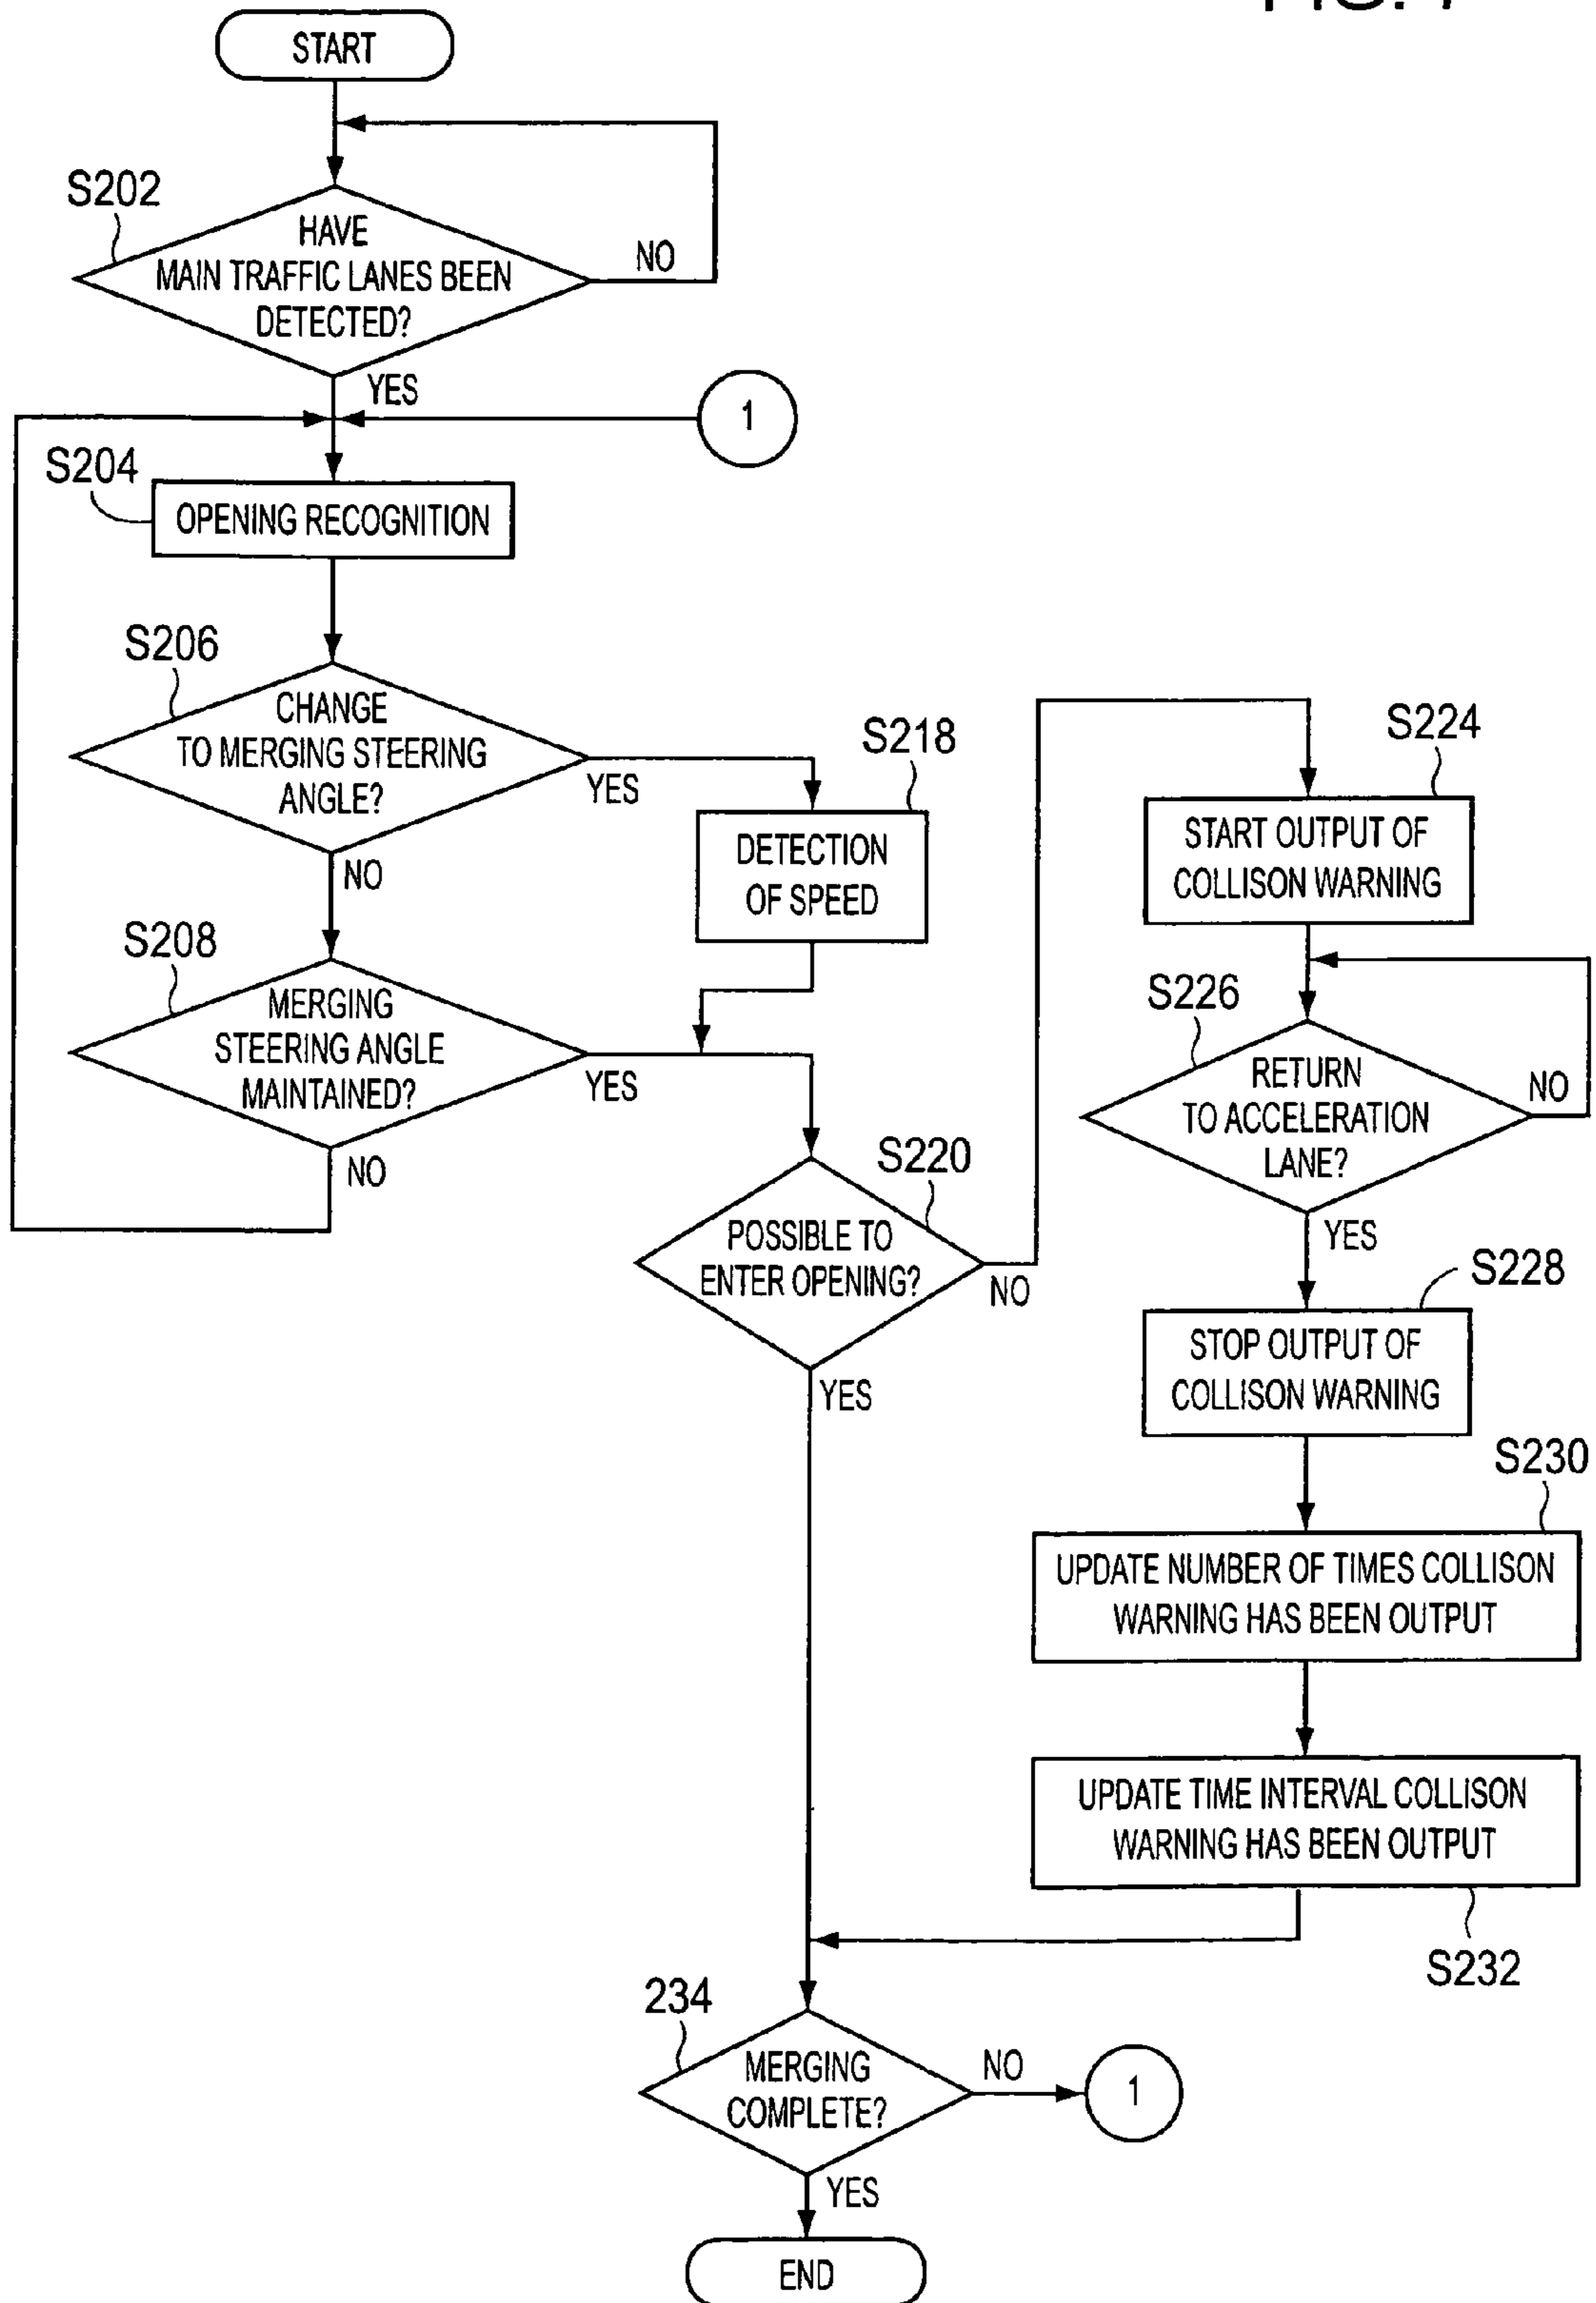 FIG.
START
S202
HAVE
MAIN TRAFFIC LANES BEEN
DETECTED?
NO
YES
1
S204
OPENING RECOGNITION
S206
CHANGE
TO MERGING STEERING
ANGLE?
YES
NO
S218
DETECTION
OF SPEED
S208
MERGING
STEERING ANGLE
MAINTAINED?
YES
NO
S220
POSSIBLE TO
ENTER OPENING?
NO
YES
S224
START OUTPUT OF
COLLISON WARNING
S226
RETURN
TO ACCELERATION
LANE?
NO
YES
S228
STOP OUTPUT OF
COLLISON WARNING
S230
UPDATE NUMBER OF TIMES COLLISON
WARNING HAS BEEN OUTPUT
UPDATE TIME INTERVAL COLLISON
WARNING HAS BEEN OUTPUT
S232
234
MERGING
COMPLETE?
NO
1
YES
END